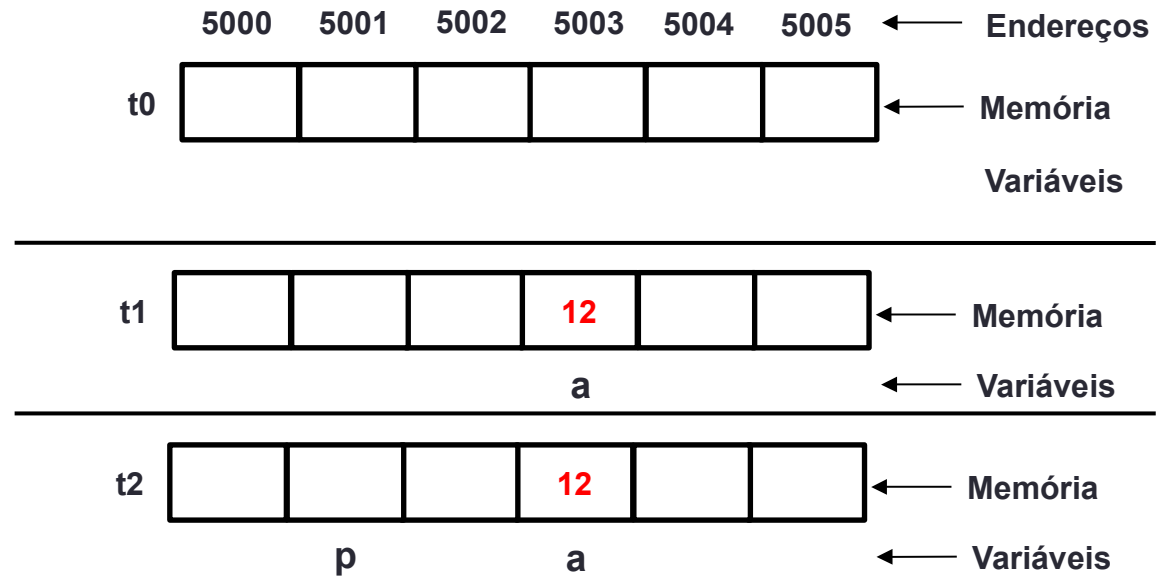 5000 5001 5002 5003 5004 5005 Endereços
t0 Memória
Variáveis
t1 12 Memória
a Variáveis
t2 12 Memória
p a Variáveis